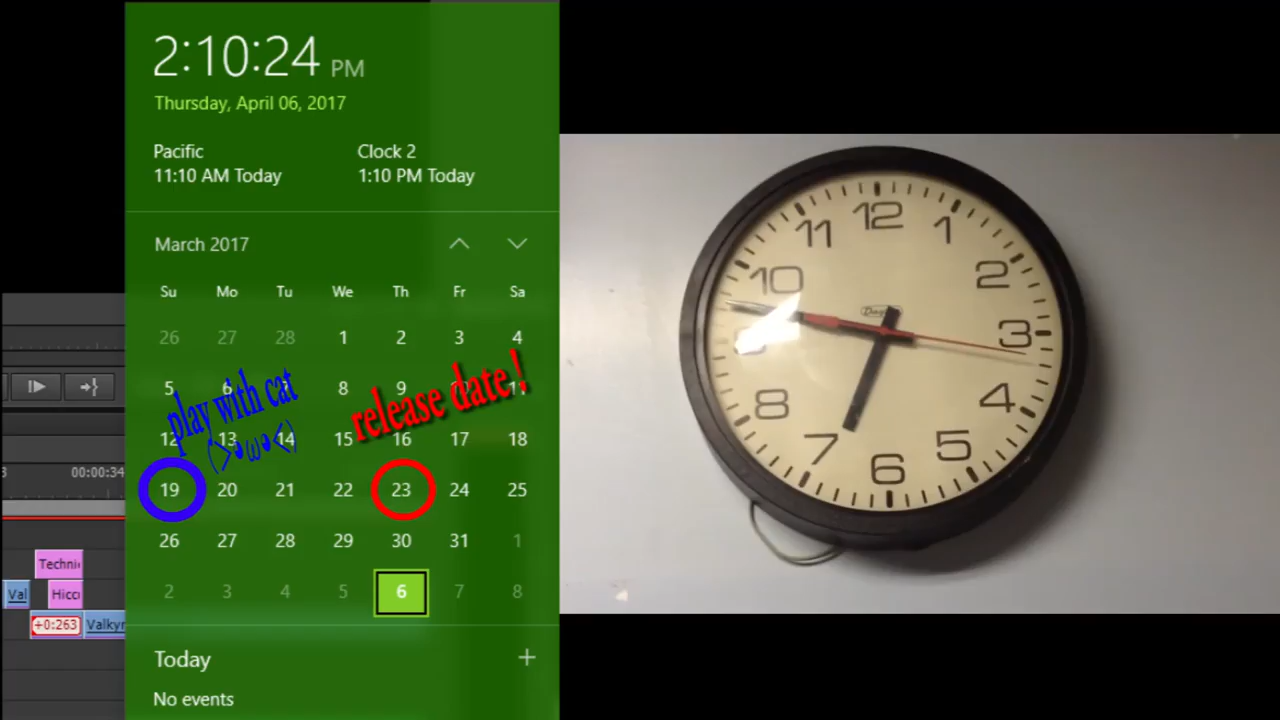 2:10:24 PM
Thursday, April 06, 2017
Pacific
11:10 AM Today
Clock 2
1:10 PM Today
March 2017
Su Mo Tu We Th Fr Sa
26 27 28 1 2 3 4
5 6 7 8 9 10 11
play with cat
(>•ω•<)
release date!
12 13 14 15 16 17 18
19 20 21 22 23 24 25
26 27 28 29 30 31 1
2 3 4 5 6 7 8
Today
No events
00:00:34
Val
Hicc
+0:263
12
1
2
3
4
5
6
7
8
10
11